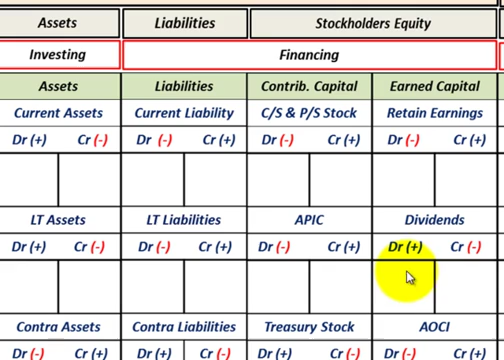 Assets Liabilities Stockholders Equity
Investing Financing
Assets Liabilities Contrib. Capital Earned Capital
Current Assets Current Liability C/S & P/S Stock Retain Earnings
Dr (+) Cr (-) Dr (-) Cr (+) Dr (-) Cr (+) Dr (-) Cr (+)
LT Assets LT Liabilities APIC Dividends
Dr (+) Cr (-) Dr (-) Cr (+) Dr (-) Cr (+) Dr (+) Cr (-)
Contra Assets Contra Liabilities Treasury Stock AOCI
Dr (-) Cr (+) Dr (+) Cr (-) Dr (+) Cr (-) Dr (-) Cr (+)